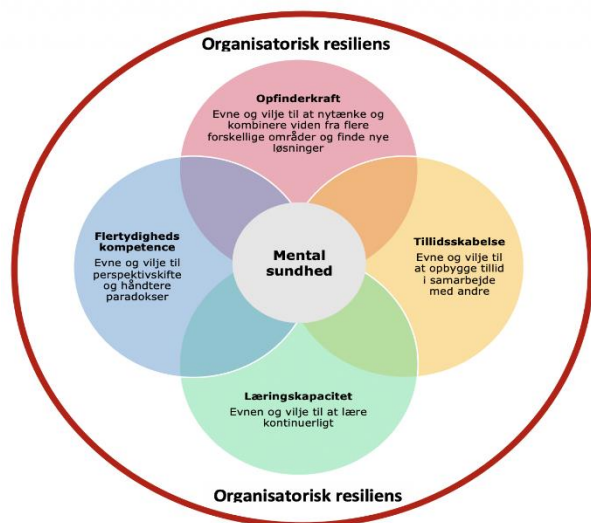 Organisatorisk resiliens
Opfinderkraft
Evne og vilje til at nytænke og
kombinere viden fra flere
forskellige områder og finde nye
løsninger
Flertydigheds
kompetence
Evne og vilje til
perspektivskifte
og håndtere
paradokser
Mental
sundhed
Tillidsskabelse
Evne og vilje til
at opbygge tillid
i samarbejde
med andre
Læringskapacitet
Evnen og vilje til at lære
kontinuerligt
Organisatorisk resiliens